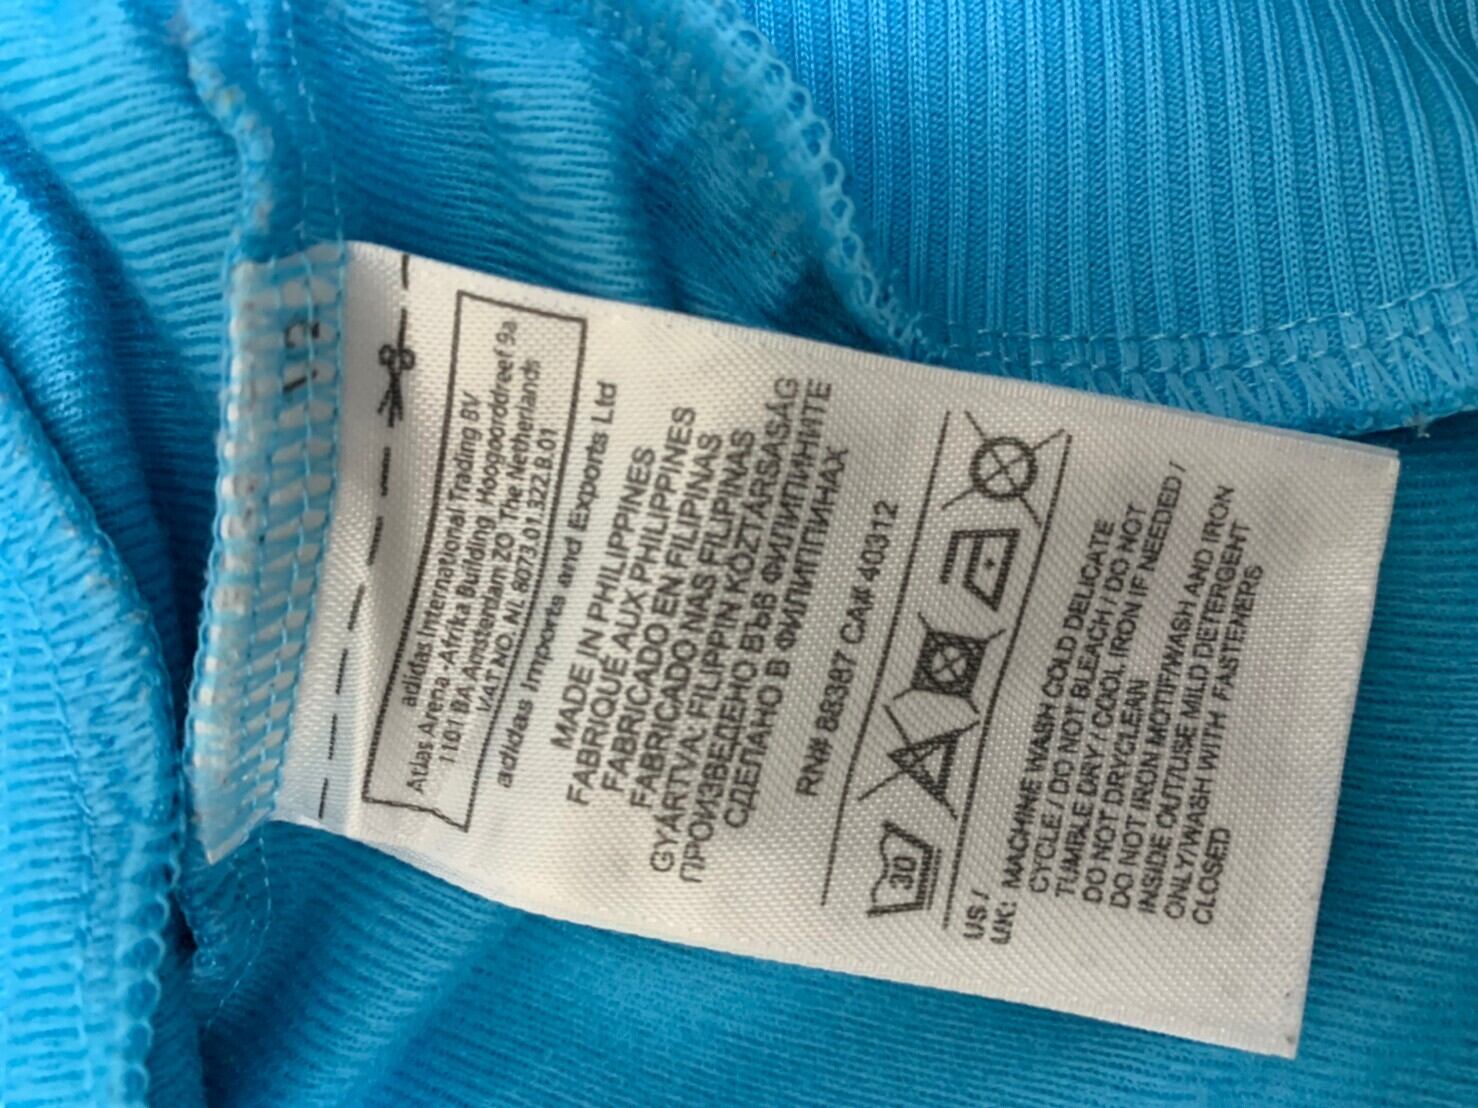 adidas International Trading BV
Atlas Arena-Afrika Building, Hoogoorddreef 9a
1101 BA Amsterdam ZO The Netherlands
VAT NO. NL 8073.01.322.B.01
adidas Imports and Exports Ltd
MADE IN PHILIPPINES
FABRIQUÉ AUX PHILIPPINES
FABRICADO EN FILIPINAS
FABRICADO NAS FILIPINAS
GYÁRTVA: FILIPPIN KÖZTÁRSASÁG
ПРОИЗВЕДЕНО ВЪВ ФИЛИПИНИТЕ
СДЕЛАНО В ФИЛИППИНАХ
RN# 88387 CA# 40312
30
US /
UK: MACHINE WASH COLD DELICATE
CYCLE / DO NOT BLEACH / DO NOT
TUMBLE DRY / COOL IRON IF NEEDED /
DO NOT DRYCLEAN
DO NOT IRON MOTIF/WASH AND IRON
INSIDE OUT/USE MILD DETERGENT
ONLY/WASH WITH FASTENERS
CLOSED